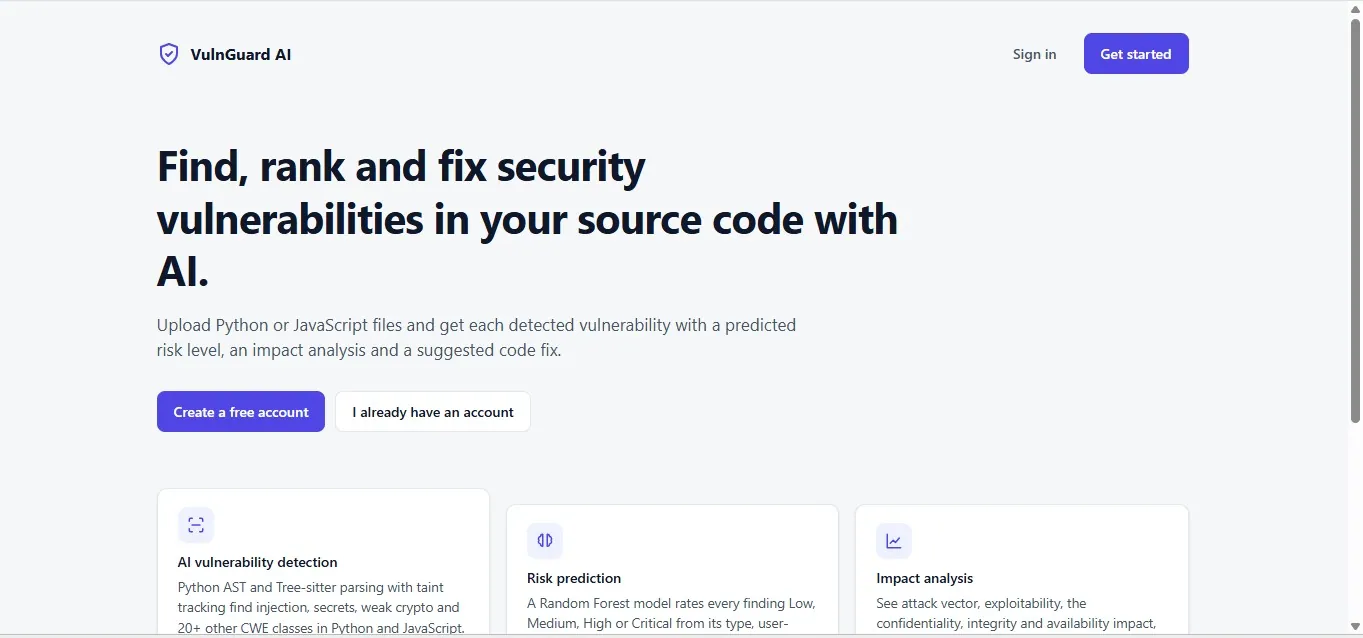 VulnGuard AI
Sign in
Get started
Find, rank and fix security
vulnerabilities in your source code with
AI.
Upload Python or JavaScript files and get each detected vulnerability with a predicted
risk level, an impact analysis and a suggested code fix.
Create a free account
I already have an account
AI vulnerability detection
Python AST and Tree-sitter parsing with taint
tracking find injection, secrets, weak crypto and
20+ other CWE classes in Python and JavaScript.
Risk prediction
A Random Forest model rates every finding Low,
Medium, High or Critical from its type, user-
Impact analysis
See attack vector, exploitability, the
confidentiality, integrity and availability impact,